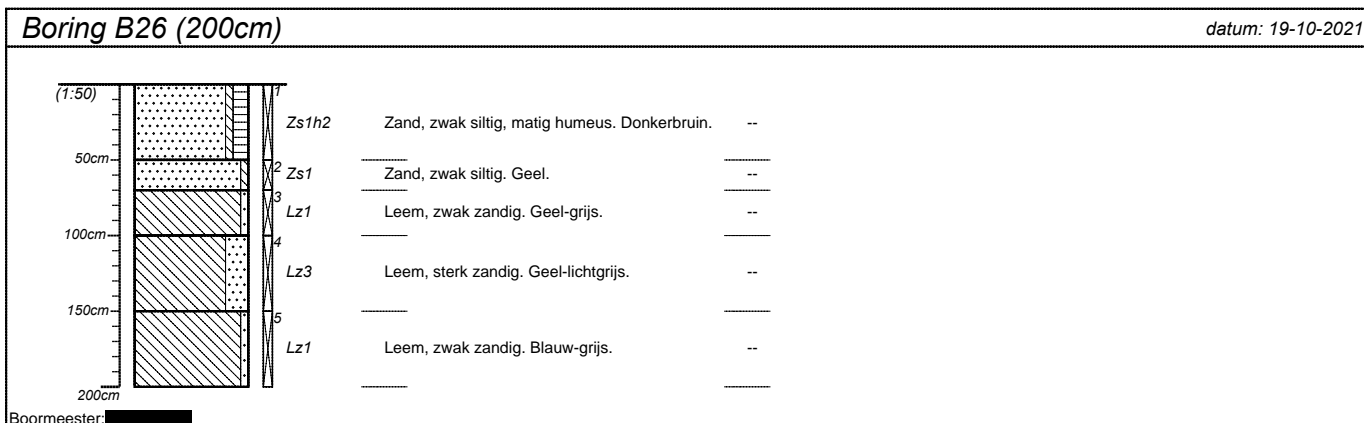 Boring B26 (200cm) datum: 19-10-2021
(1:50)
1
Zs1h2 Zand, zwak siltig, matig humeus. Donkerbruin. --
50cm
2 Zs1 Zand, zwak siltig. Geel. --
3
Lz1 Leem, zwak zandig. Geel-grijs. --
100cm
4
Lz3 Leem, sterk zandig. Geel-lichtgrijs. --
150cm
5
Lz1 Leem, zwak zandig. Blauw-grijs. --
200cm
Boormeester: